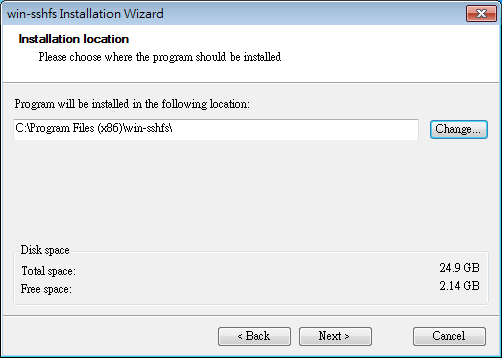 win-sshfs Installation Wizard
Installation location
Please choose where the program should be installed
Program will be installed in the following location:
C:\Program Files (x86)\win-sshfs\
Change...
Disk space
Total space: 24.9 GB
Free space: 2.14 GB
< Back Next > Cancel